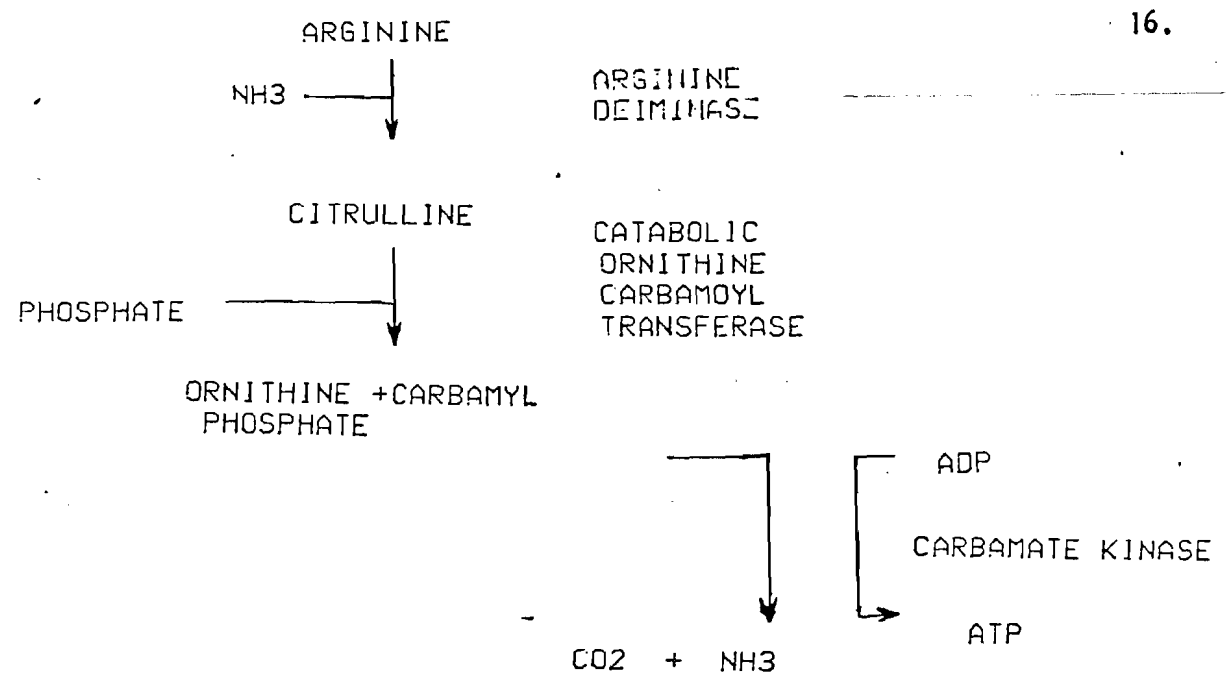 16.
ARGININE
NH3
ARGININE
DEIMINASE
CITRULLINE
CATABOLIC
ORNITHINE
CARBAMOYL
TRANSFERASE
PHOSPHATE
ORNITHINE +CARBAMYL
PHOSPHATE
ADP
CARBAMATE KINASE
ATP
CO2 + NH3